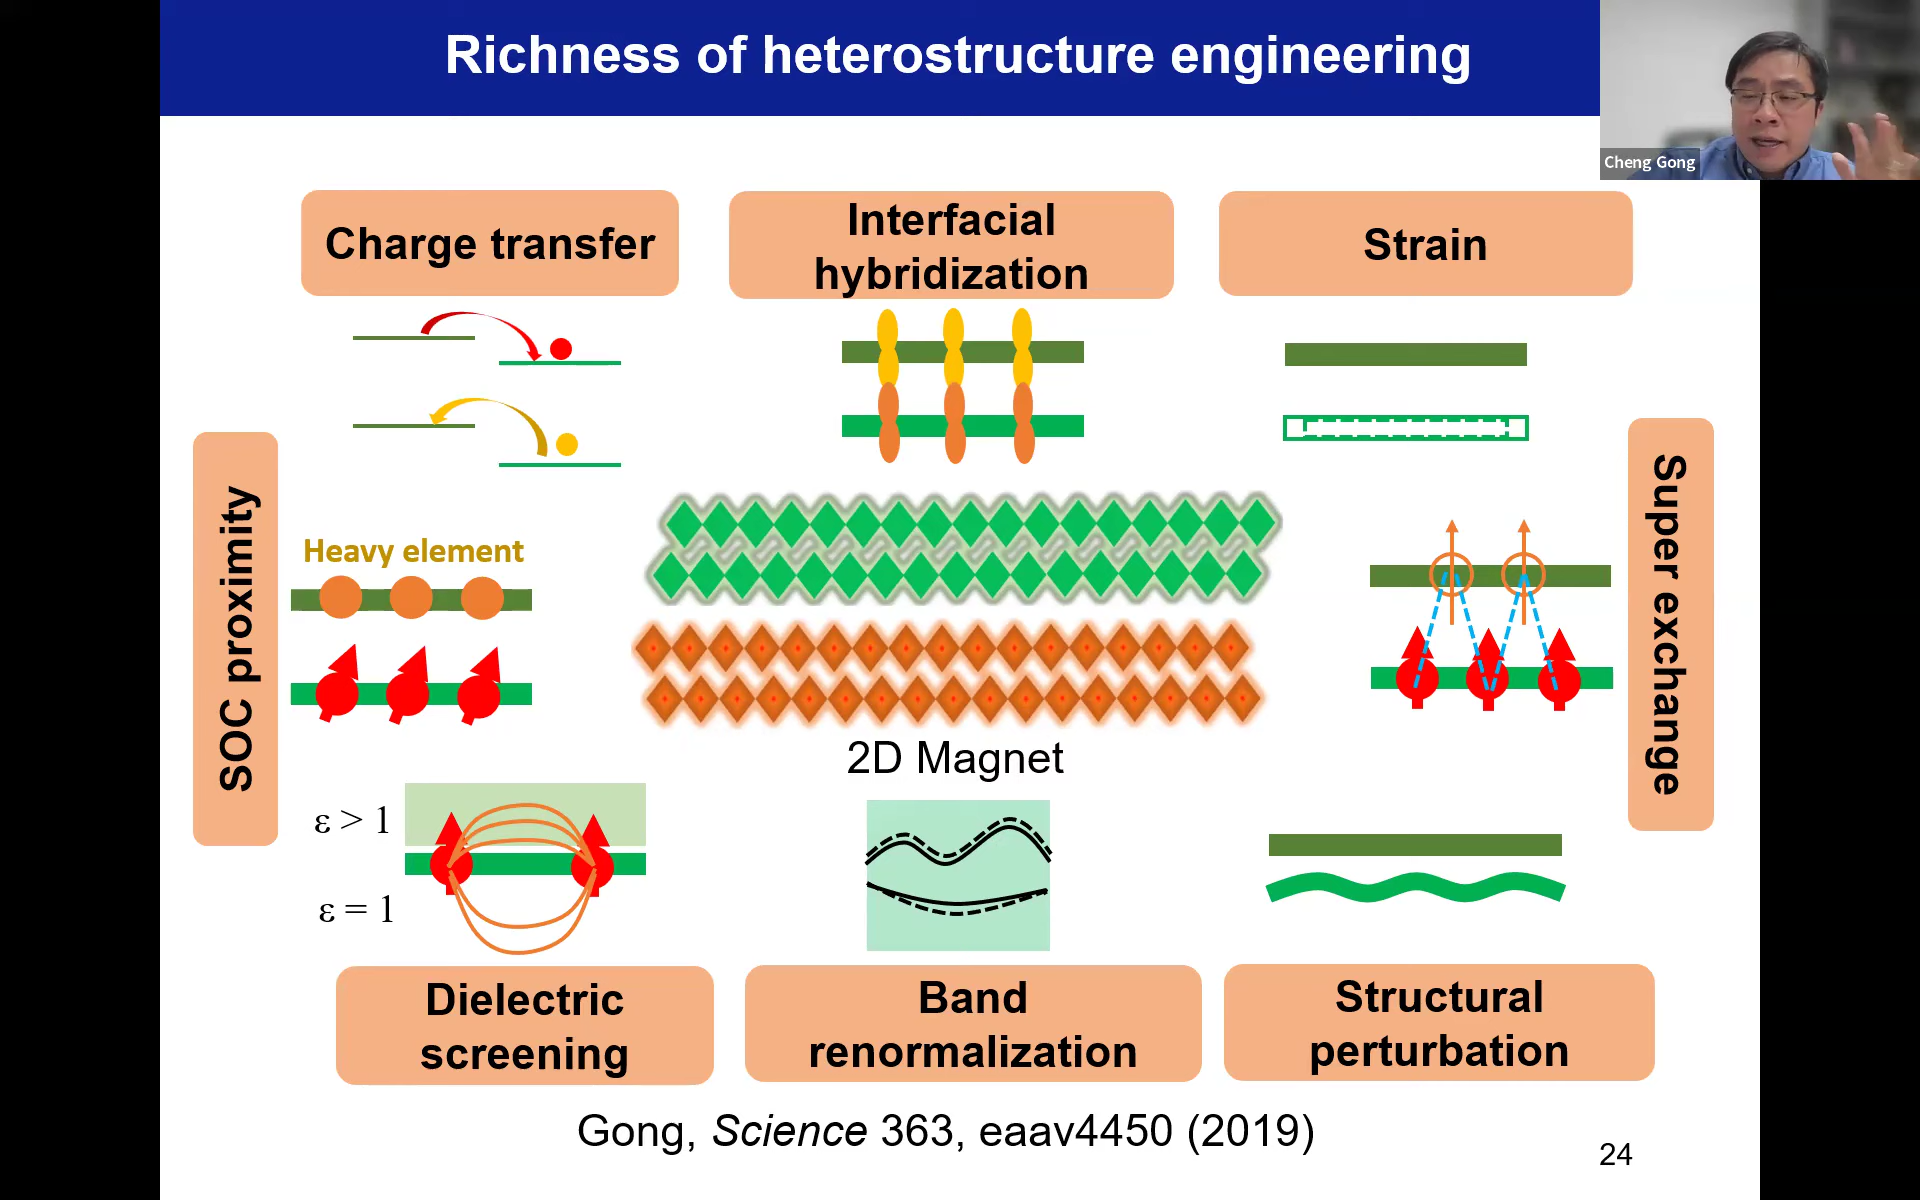 Richness of heterostructure engineering
Cheng Gong
Charge transfer
Interfacial
hybridization
Strain
SOC proximity
Heavy element
Super exchange
2D Magnet
ε > 1
ε = 1
Dielectric
screening
Band
renormalization
Structural
perturbation
Gong, Science 363, eaav4450 (2019)
24